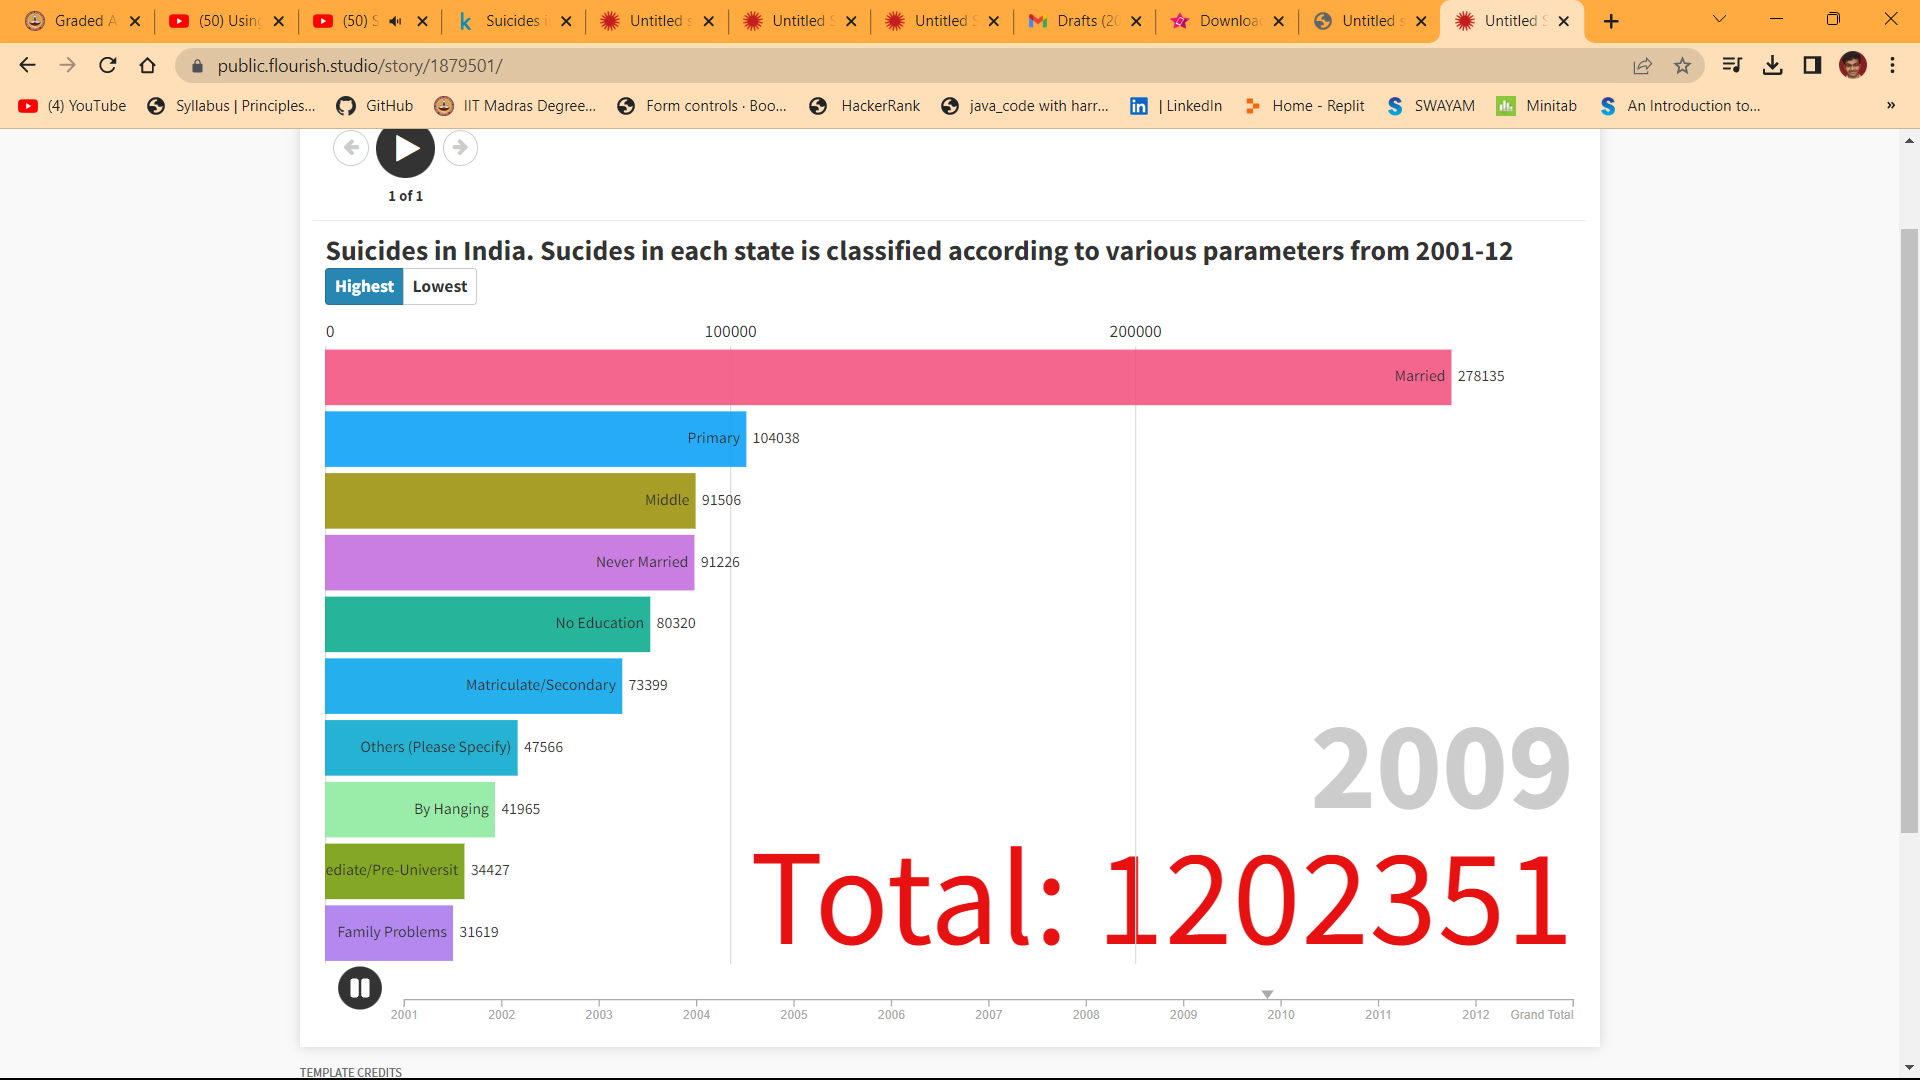 Graded A
(50) Using
(50) S
k Suicides i
Untitled s
Untitled S
Untitled S
Drafts (20
Downloa
Untitled s
Untitled S
public.flourish.studio/story/1879501/
(4) YouTube
Syllabus | Principles...
GitHub
IIT Madras Degree...
Form controls · Boo...
HackerRank
java_code with harr...
in | LinkedIn
Home - Replit
SWAYAM
Minitab
An Introduction to...
»
1 of 1
Suicides in India. Sucides in each state is classified according to various parameters from 2001-12
Highest Lowest
0 100000 200000
Married 278135
Primary 104038
Middle 91506
Never Married 91226
No Education 80320
Matriculate/Secondary 73399
Others (Please Specify) 47566
By Hanging 41965
ediate/Pre-Universit 34427
Family Problems 31619
2009
Total: 1202351
2001 2002 2003 2004 2005 2006 2007 2008 2009 2010 2011 2012 Grand Total
TEMPLATE CREDITS